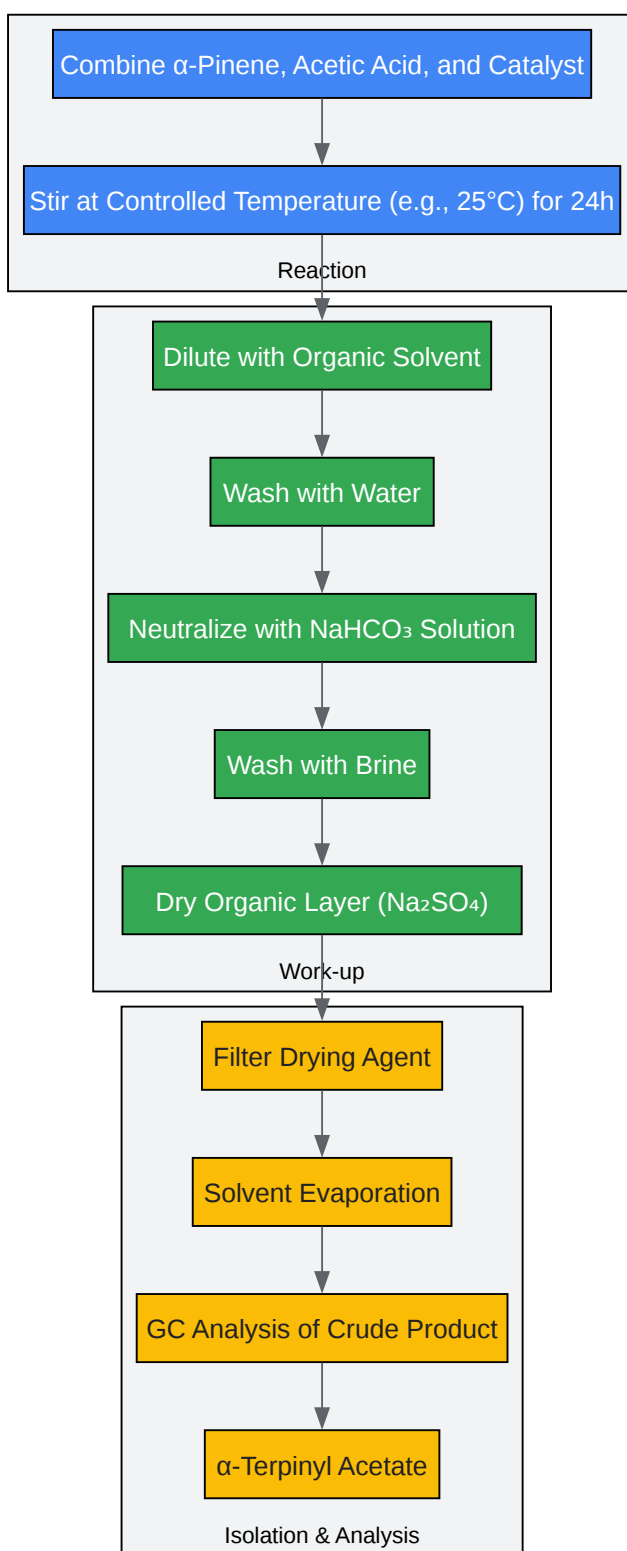 Combine α-Pinene, Acetic Acid, and Catalyst
Stir at Controlled Temperature (e.g., 25°C) for 24h
Reaction
Dilute with Organic Solvent
Wash with Water
Neutralize with NaHCO₃ Solution
Wash with Brine
Dry Organic Layer (Na₂SO₄)
Work-up
Filter Drying Agent
Solvent Evaporation
GC Analysis of Crude Product
α-Terpinyl Acetate
Isolation & Analysis